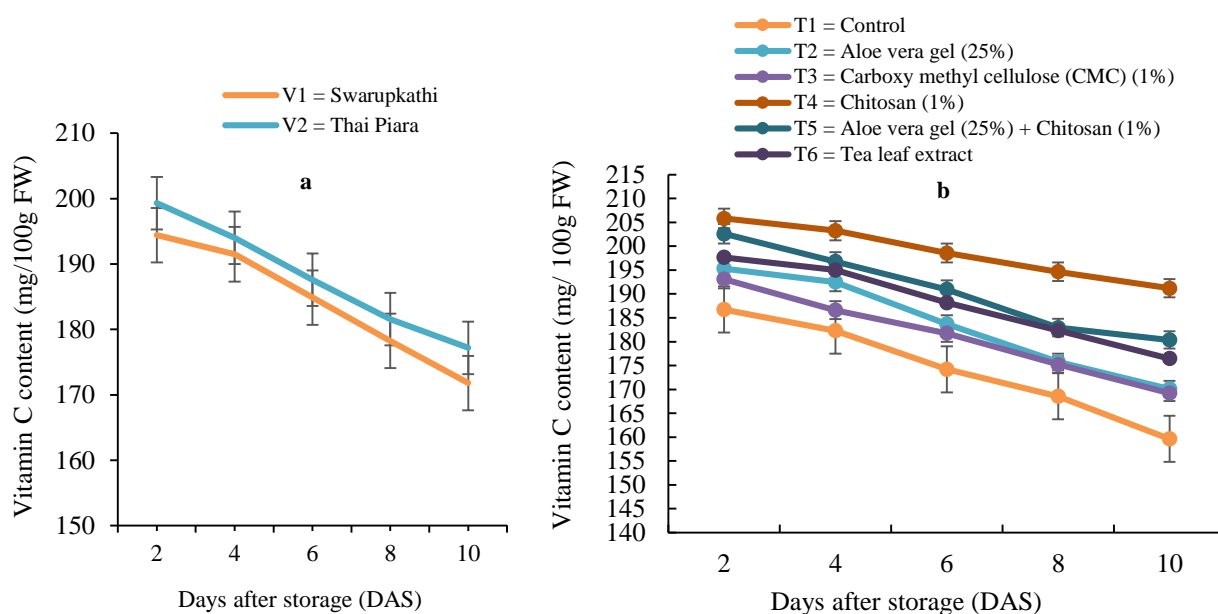 V1 = Swarupkathi
V2 = Thai Piara
a
Vitamin C content (mg/100g FW)
210
200
190
180
170
160
150
2 4 6 8 10
Days after storage (DAS)
T1 = Control
T2 = Aloe vera gel (25%)
T3 = Carboxy methyl cellulose (CMC) (1%)
T4 = Chitosan (1%)
T5 = Aloe vera gel (25%) + Chitosan (1%)
T6 = Tea leaf extract
b
Vitamin C content (mg/ 100g FW)
215
210
205
200
195
190
185
180
175
170
165
160
155
150
145
140
2 4 6 8 10
Days after storage (DAS)